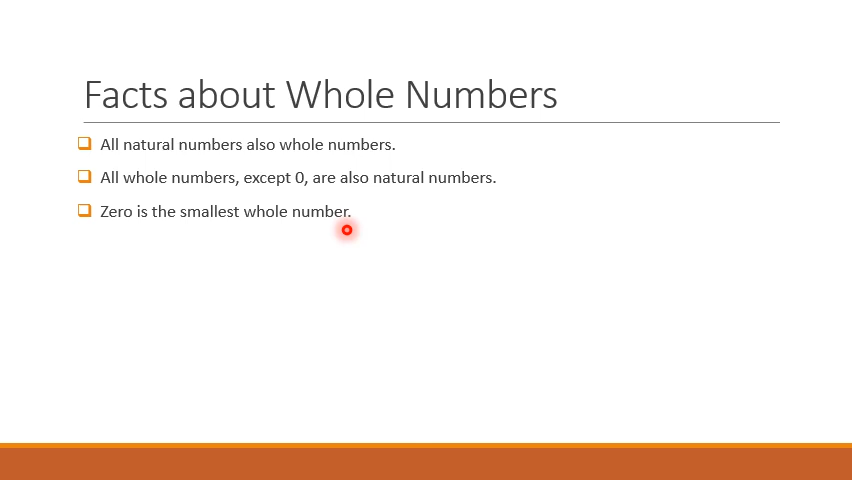 Facts about Whole Numbers
All natural numbers also whole numbers.
All whole numbers, except 0, are also natural numbers.
Zero is the smallest whole number.